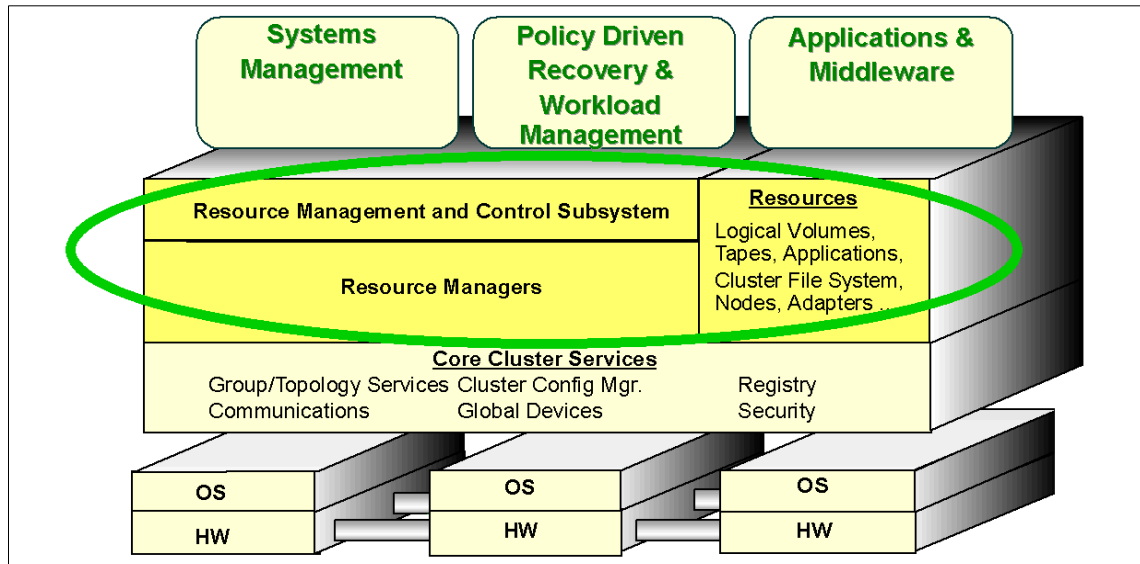 Systems
Management
Policy Driven
Recovery &
Workload
Management
Applications &
Middleware
Resource Management and Control Subsystem
Resource Managers
Resources
Logical Volumes,
Tapes, Applications,
Cluster File System,
Nodes, Adapters ...
Core Cluster Services
Group/Topology Services Cluster Config Mgr. Registry
Communications Global Devices Security
OS OS OS
HW HW HW